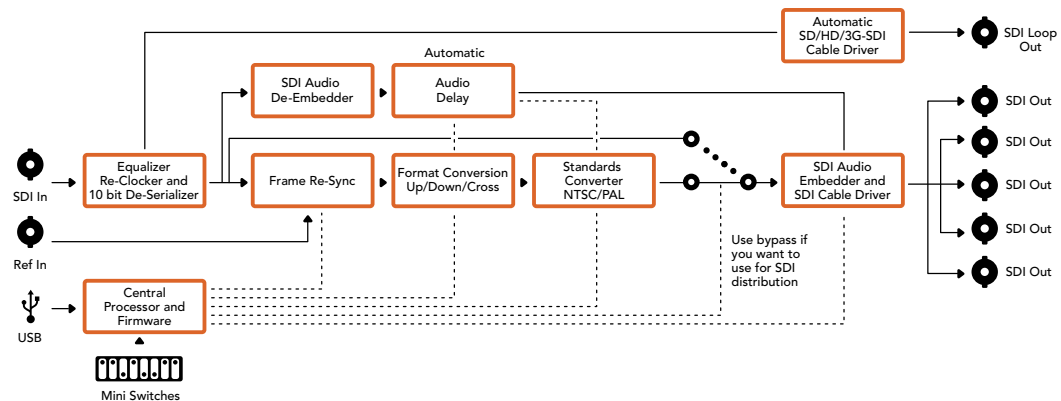 Automatic
SD/HD/3G-SDI
Cable Driver
SDI Loop
Out
Automatic
SDI Audio
De-Embedder
Audio
Delay
SDI Out
SDI Out
SDI In
Equalizer
Re-Clocker and
10 bit De-Serializer
Frame Re-Sync
Format Conversion
Up/Down/Cross
Standards
Converter
NTSC/PAL
SDI Audio
Embedder and
SDI Cable Driver
SDI Out
SDI Out
SDI Out
Ref In
Use bypass if
you want to
use for SDI
distribution
USB
Central
Processor and
Firmware
Mini Switches